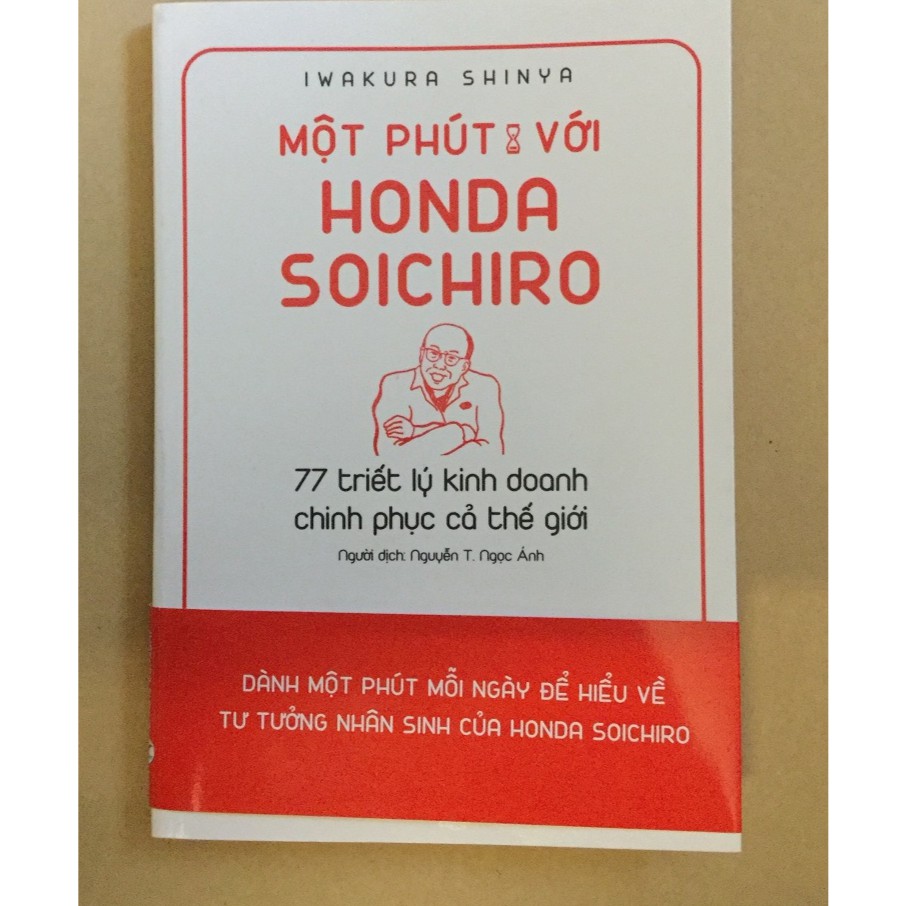 IWAKURA SHINYA
MỘT PHÚT VỚI
HONDA
SOICHIRO
77 triết lý kinh doanh
chinh phục cả thế giới
Người dịch: Nguyễn T. Ngọc Ánh
DÀNH MỘT PHÚT MỖI NGÀY ĐỂ HIỂU VỀ
TƯ TƯỞNG NHÂN SINH CỦA HONDA SOICHIRO